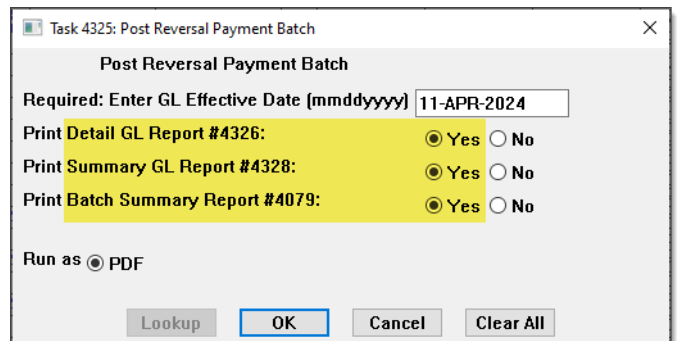 Task 4325: Post Reversal Payment Batch
Post Reversal Payment Batch
Required: Enter GL Effective Date (mmddyyyy) 11-APR-2024
Print Detail GL Report #4326: Yes No
Print Summary GL Report #4328: Yes No
Print Batch Summary Report #4079: Yes No
Run as PDF
Lookup OK Cancel Clear All